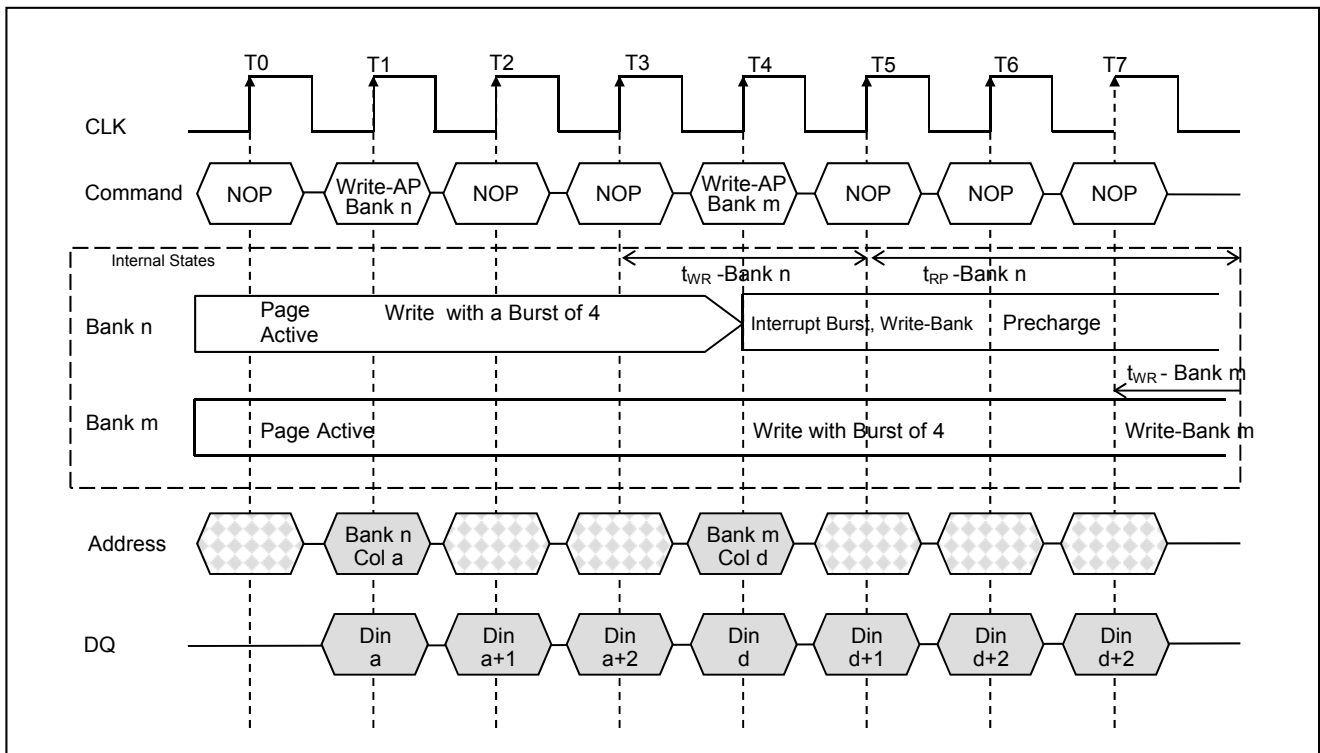 T0 T1 T2 T3 T4 T5 T6 T7
CLK
Command NOP Write-AP Bank n NOP NOP Write-AP Bank m NOP NOP NOP
Internal States
tWR -Bank n tRP -Bank n
Bank n Page Active Write with a Burst of 4 Interrupt Burst, Write-Bank Precharge
tWR - Bank m
Bank m Page Active Write with Burst of 4 Write-Bank m
Address Bank n Col a Bank m Col d
DQ Din a Din a+1 Din a+2 Din d Din d+1 Din d+2 Din d+2